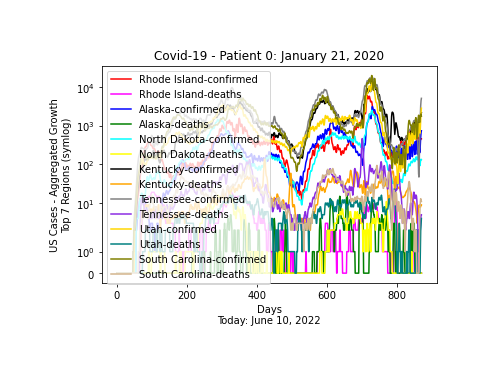 Covid-19 - Patient 0: January 21, 2020
US Cases - Aggregated Growth
Top 7 Regions (symlog)
10⁴
10³
10²
10¹
10⁰
0
Rhode Island-confirmed
Rhode Island-deaths
Alaska-confirmed
Alaska-deaths
North Dakota-confirmed
North Dakota-deaths
Kentucky-confirmed
Kentucky-deaths
Tennessee-confirmed
Tennessee-deaths
Utah-confirmed
Utah-deaths
South Carolina-confirmed
South Carolina-deaths
0 200 400 600 800
Days
Today: June 10, 2022